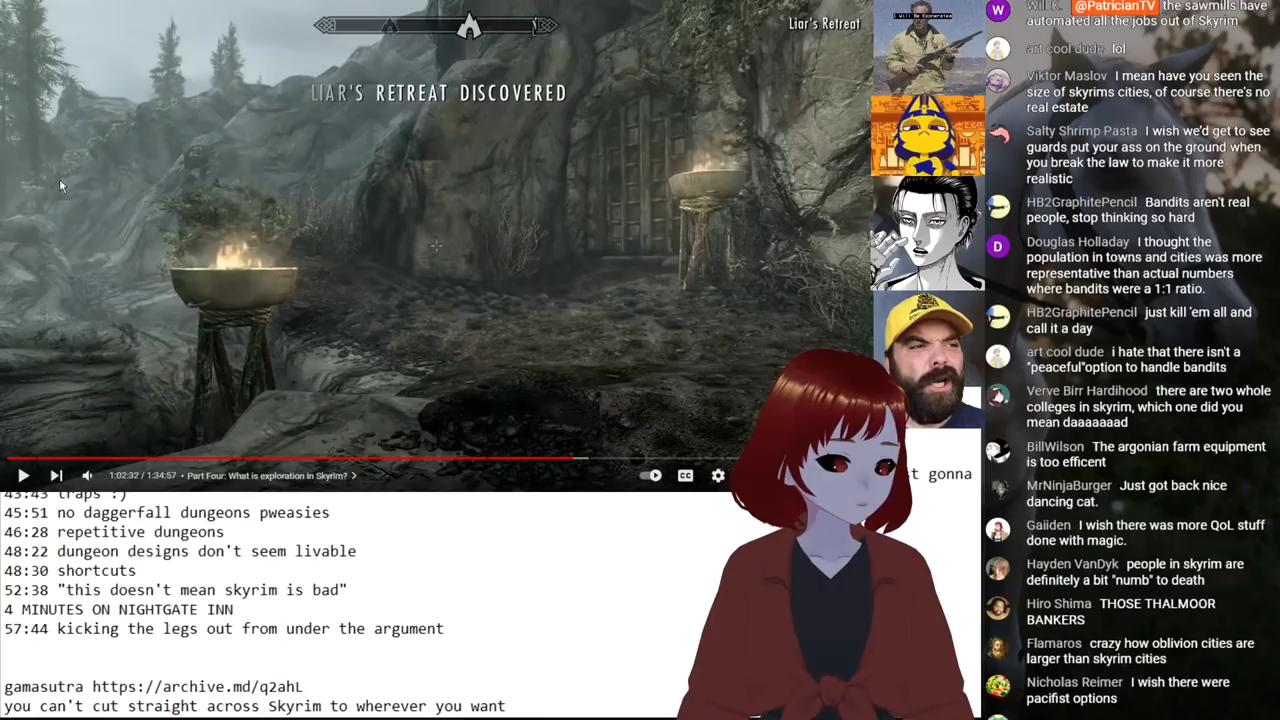 Liar's Retreat
LIAR'S RETREAT DISCOVERED
I Will Be Exonerated
1:02:32 / 1:34:57 • Part Four: What is exploration in Skyrim? >
CC
t gonna
43:43 traps :)
45:51 no daggerfall dungeons pweasies
46:28 repetitive dungeons
48:22 dungeon designs don't seem livable
48:30 shortcuts
52:38 "this doesn't mean skyrim is bad"
4 MINUTES ON NIGHTGATE INN
57:44 kicking the legs out from under the argument
gamasutra https://archive.md/q2ahL
you can't cut straight across Skyrim to wherever you want
W Will K. @PatricianTV the sawmills have
automated all the jobs out of Skyrim
art cool dude lol
Viktor Maslov I mean have you seen the
size of skyrims cities, of course there's no
real estate
Salty Shrimp Pasta I wish we'd get to see
guards put your ass on the ground when
you break the law to make it more
realistic
HB2GraphitePencil Bandits aren't real
people, stop thinking so hard
D Douglas Holladay I thought the
population in towns and cities was more
representative than actual numbers
where bandits were a 1:1 ratio.
HB2GraphitePencil just kill 'em all and
call it a day
art cool dude i hate that there isn't a
"peaceful"option to handle bandits
Verve Birr Hardihood there are two whole
colleges in skyrim, which one did you
mean daaaaaaad
BillWilson The argonian farm equipment
is too efficent
MrNinjaBurger Just got back nice
dancing cat.
Gaiiden I wish there was more QoL stuff
done with magic.
Hayden VanDyk people in skyrim are
definitely a bit "numb" to death
Hiro Shima THOSE THALMOOR
BANKERS
Flamaros crazy how oblivion cities are
larger than skyrim cities
Nicholas Reimer I wish there were
pacifist options